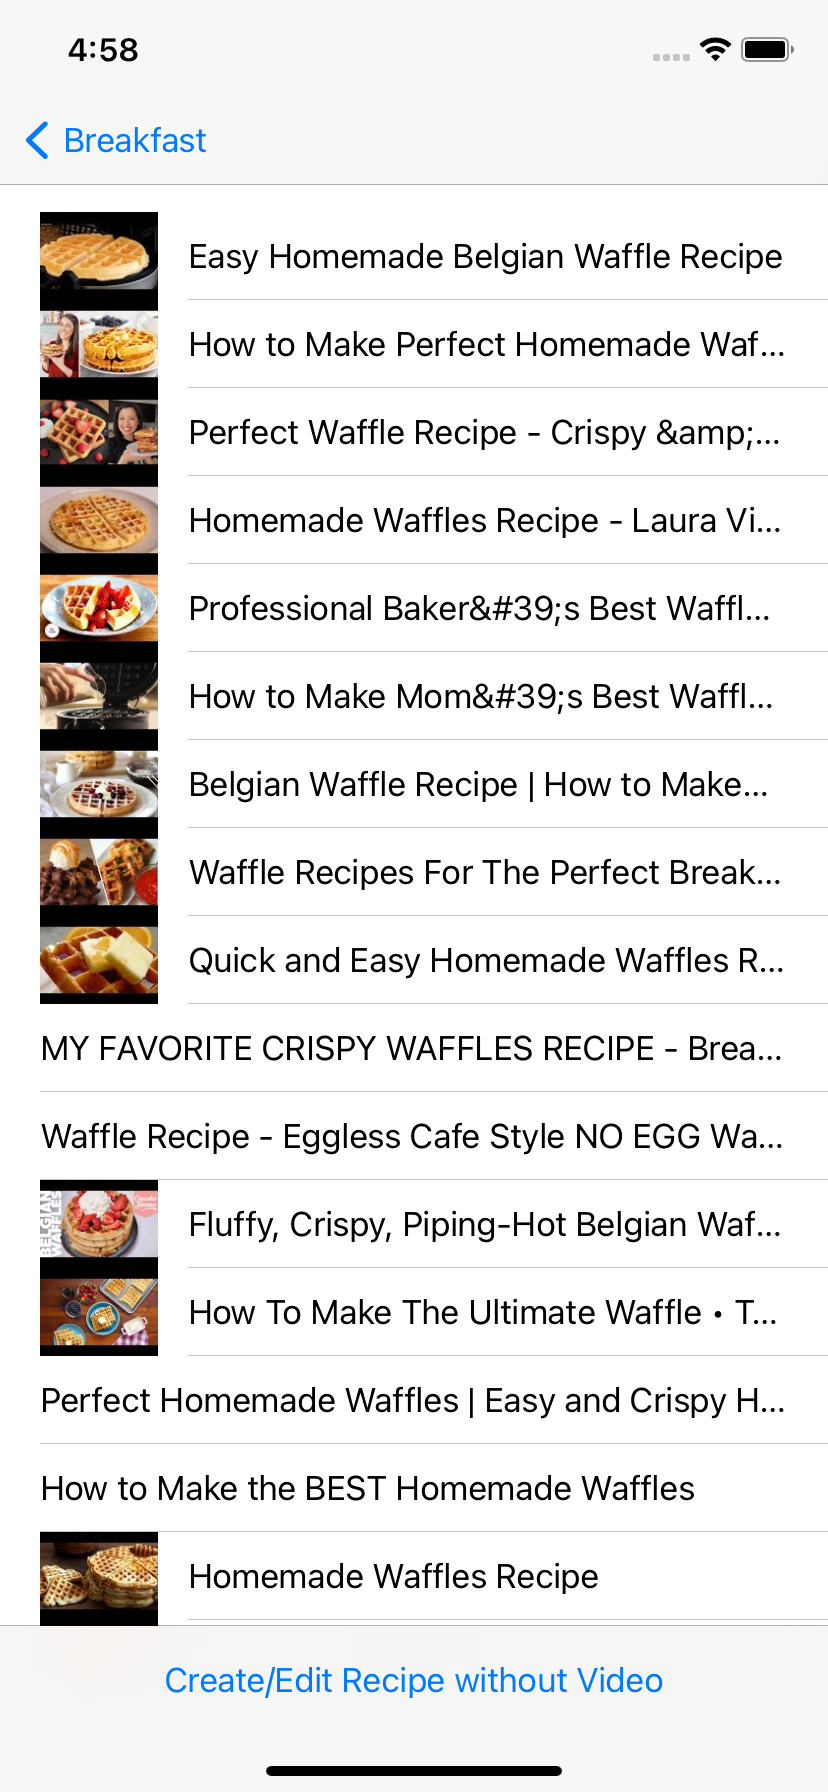 4:58
Breakfast
Easy Homemade Belgian Waffle Recipe
How to Make Perfect Homemade Waf...
Perfect Waffle Recipe - Crispy &amp;...
Homemade Waffles Recipe - Laura Vi...
Professional Baker&#39;s Best Waffl...
How to Make Mom&#39;s Best Waffl...
Belgian Waffle Recipe | How to Make...
Waffle Recipes For The Perfect Break...
Quick and Easy Homemade Waffles R...
MY FAVORITE CRISPY WAFFLES RECIPE - Brea...
Waffle Recipe - Eggless Cafe Style NO EGG Wa...
BELGIAN
WAFFLES
Fluffy, Crispy, Piping-Hot Belgian Waf...
How To Make The Ultimate Waffle • T...
Perfect Homemade Waffles | Easy and Crispy H...
How to Make the BEST Homemade Waffles
Homemade Waffles Recipe
Create/Edit Recipe without Video